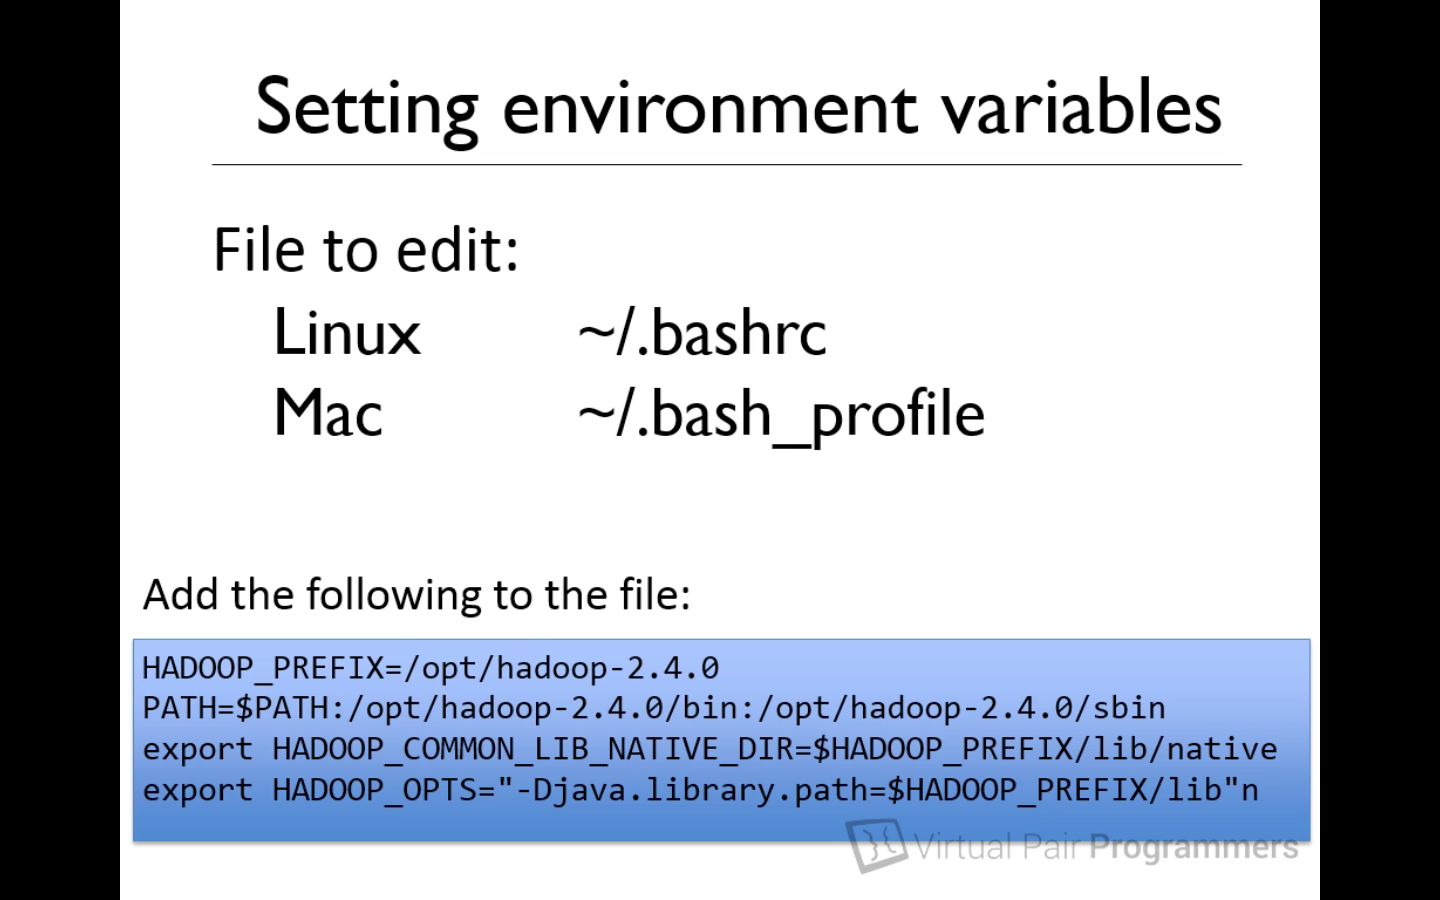 Setting environment variables
File to edit:
Linux ~/.bashrc
Mac ~/.bash_profile
Add the following to the file:
HADOOP_PREFIX=/opt/hadoop-2.4.0
PATH=$PATH:/opt/hadoop-2.4.0/bin:/opt/hadoop-2.4.0/sbin
export HADOOP_COMMON_LIB_NATIVE_DIR=$HADOOP_PREFIX/lib/native
export HADOOP_OPTS="-Djava.library.path=$HADOOP_PREFIX/lib"n
Virtual Pair Programmers